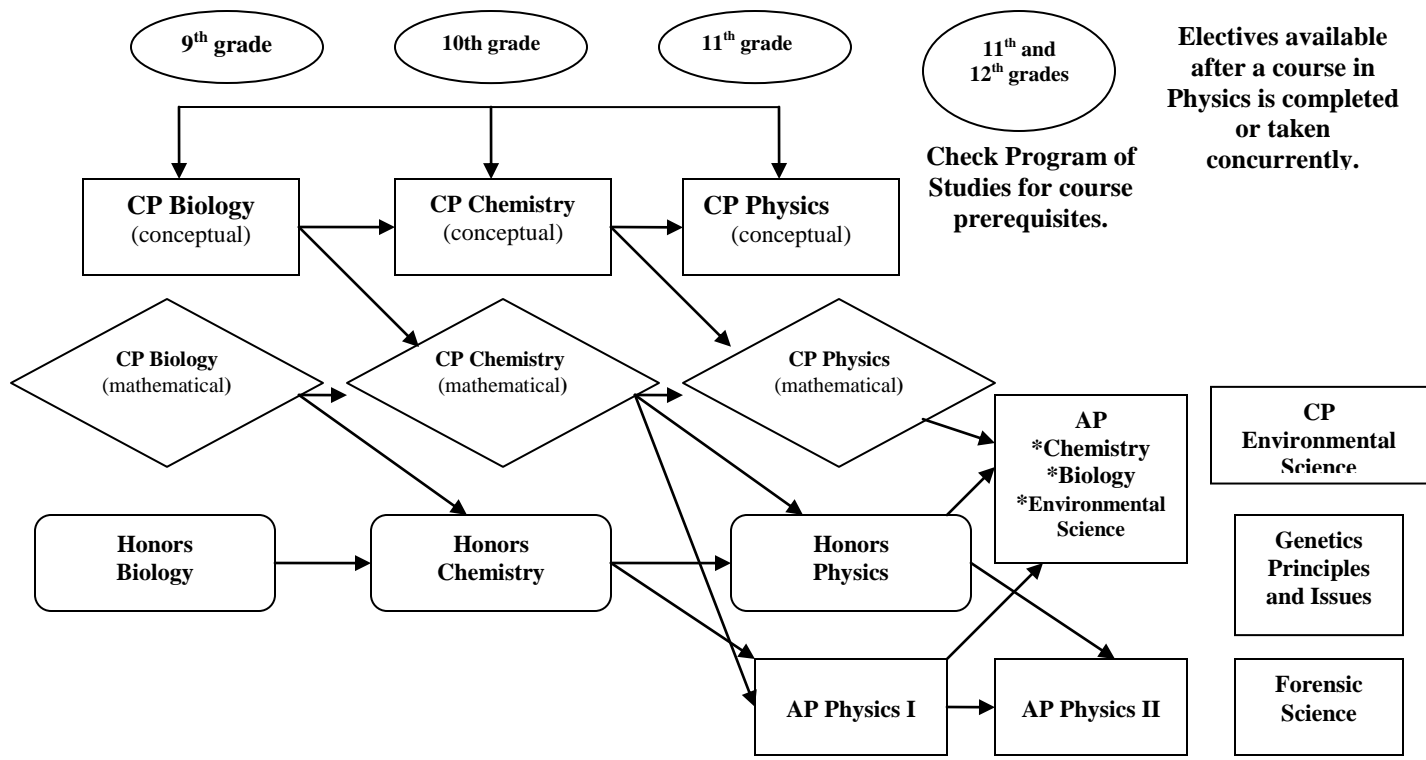 9th grade
10th grade
11th grade
11th and
12th grades
Electives available
after a course in
Physics is completed
or taken
concurrently.
Check Program of
Studies for course
prerequisites.
CP Biology
(conceptual)
CP Chemistry
(conceptual)
CP Physics
(conceptual)
CP Biology
(mathematical)
CP Chemistry
(mathematical)
CP Physics
(mathematical)
AP
*Chemistry
*Biology
*Environmental
Science
CP
Environmental
Science
Honors
Biology
Honors
Chemistry
Honors
Physics
Genetics
Principles
and Issues
AP Physics I
AP Physics II
Forensic
Science